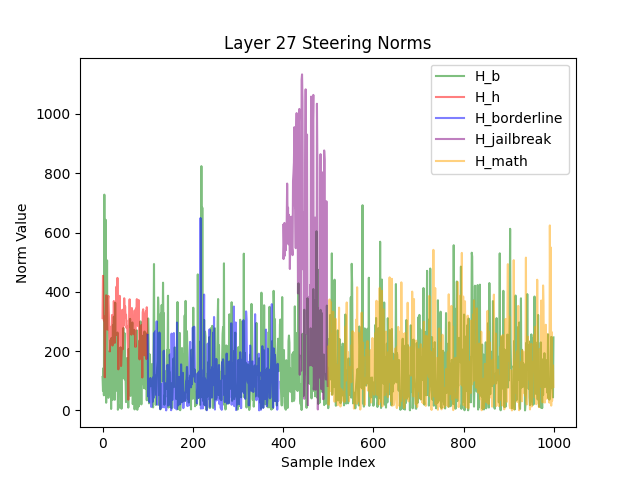 Layer 27 Steering Norms
H_b
H_h
H_borderline
H_jailbreak
H_math
Norm Value
1000
800
600
400
200
0
0 200 400 600 800 1000
Sample Index